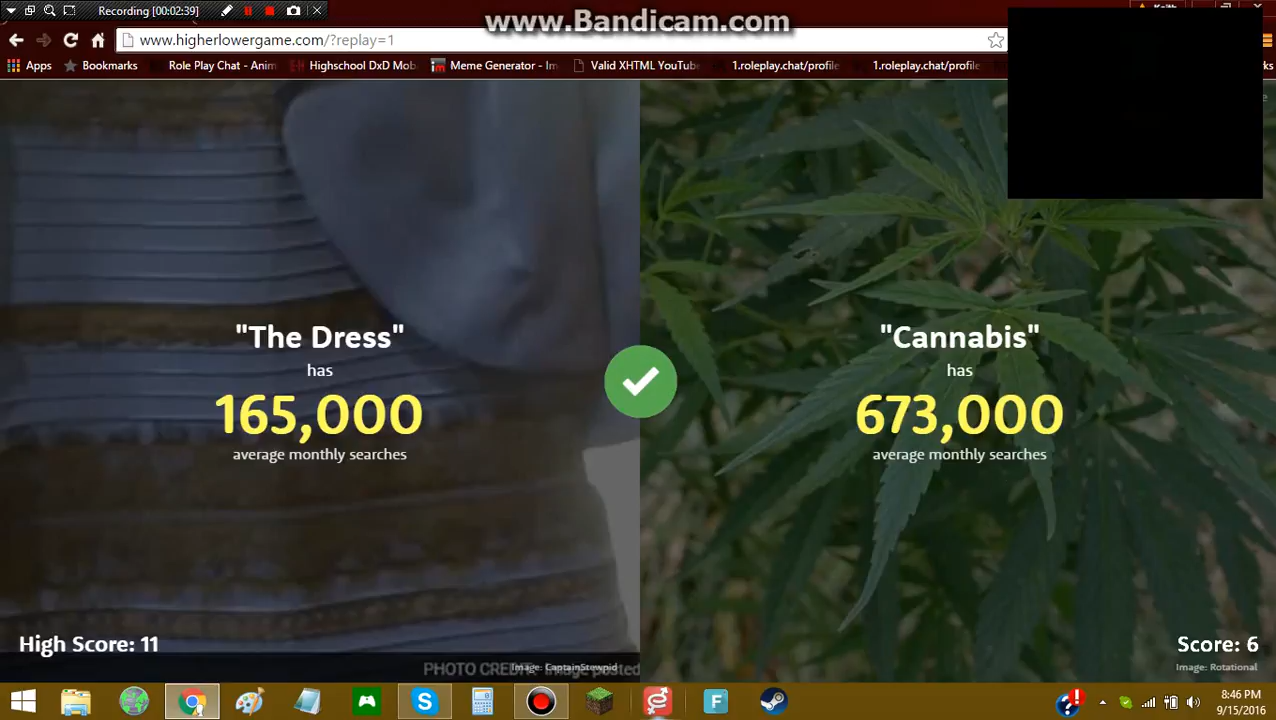 Recording [00:02:39]
www.Bandicam.com
www.higherlowergame.com/?replay=1
Apps Bookmarks Role Play Chat - Anim Highschool DxD Mob. Meme Generator - Im Valid XHTML YouTube 1.roleplay.chat/profile 1.roleplay.chat/profile
"The Dress"
has
165,000
average monthly searches
"Cannabis"
has
673,000
average monthly searches
High Score: 11
Score: 6
Image: CaptainStewpid
Image: Rotational
8:46 PM
9/15/2016